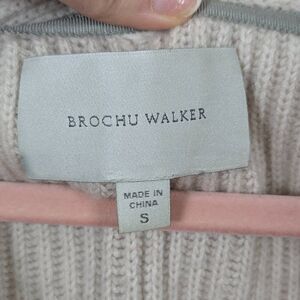 BROCHU WALKER
MADE IN
CHINA
S